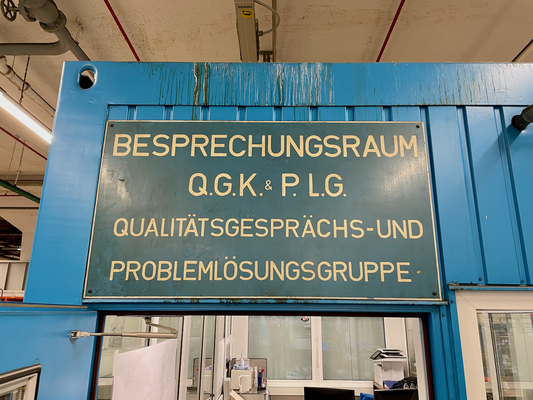 BESPRECHUNGSRAUM
Q.G.K. & P. L.G.
QUALITÄTSGESPRÄCHS-UND
PROBLEMLÖSUNGSGRUPPE